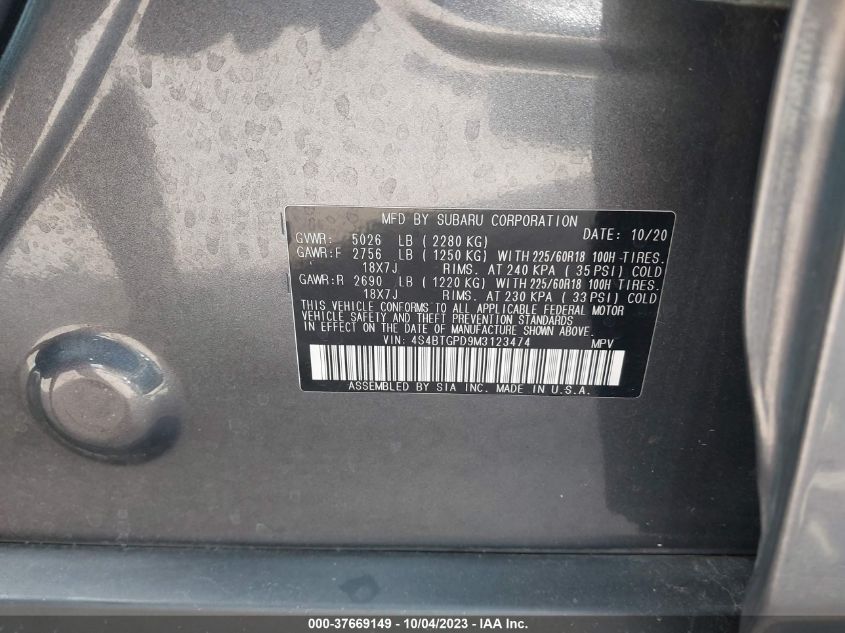 MFD BY SUBARU CORPORATION
GVWR: 5026 LB ( 2280 KG) DATE: 10/20
GAWR:F 2756 LB ( 1250 KG) WITH 225/60R18 100H TIRES.
18X7J RIMS. AT 240 KPA ( 35 PSI) COLD
GAWR:R 2690 LB ( 1220 KG) WITH 225/60R18 100H TIRES.
18X7J RIMS. AT 230 KPA ( 33 PSI) COLD
THIS VEHICLE CONFORMS TO ALL APPLICABLE FEDERAL MOTOR
VEHICLE SAFETY AND THEFT PREVENTION STANDARDS
IN EFFECT ON THE DATE OF MANUFACTURE SHOWN ABOVE.
VIN: 4S4BTGPD9M3123474 MPV
ASSEMBLED BY SIA INC. MADE IN U.S.A.
000-37669149 - 10/04/2023 - IAA Inc.